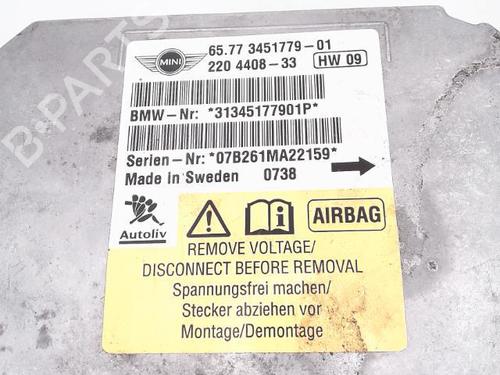 MINI
65.77 3451779-01
220 4408-33 HW 09
BMW-Nr: *31345177901P*
Serien-Nr: *07B261MA22159*
Made in Sweden 0738
Autoliv
AIRBAG
REMOVE VOLTAGE/
DISCONNECT BEFORE REMOVAL
Spannungsfrei machen/
Stecker abziehen vor
Montage/Demontage
B-PARTS